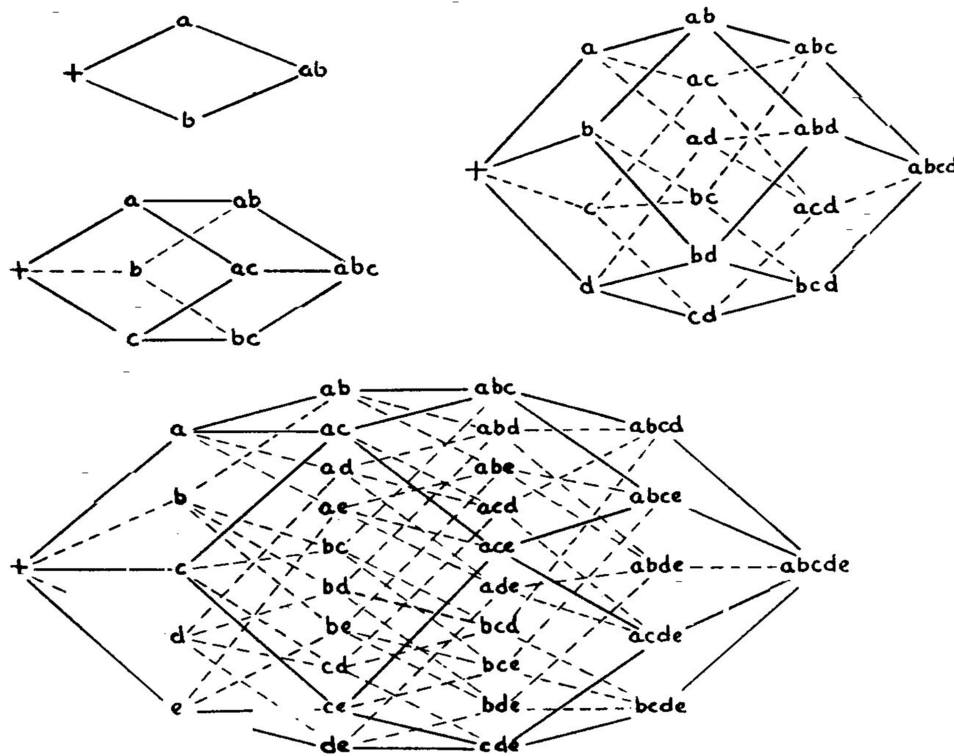 a
+ ab
b
a ab
+ b ac abc
c bc
ab
a abc
ac
b ad abd
+ abcd
c bc acd
bd
d bcd
cd
ab abc
a ac abd abcd
ad abe
b ae acd abce
bc ace
+ c bd ade abde abcde
be bcd
d cd bce acde
e ce bde bcde
de cde